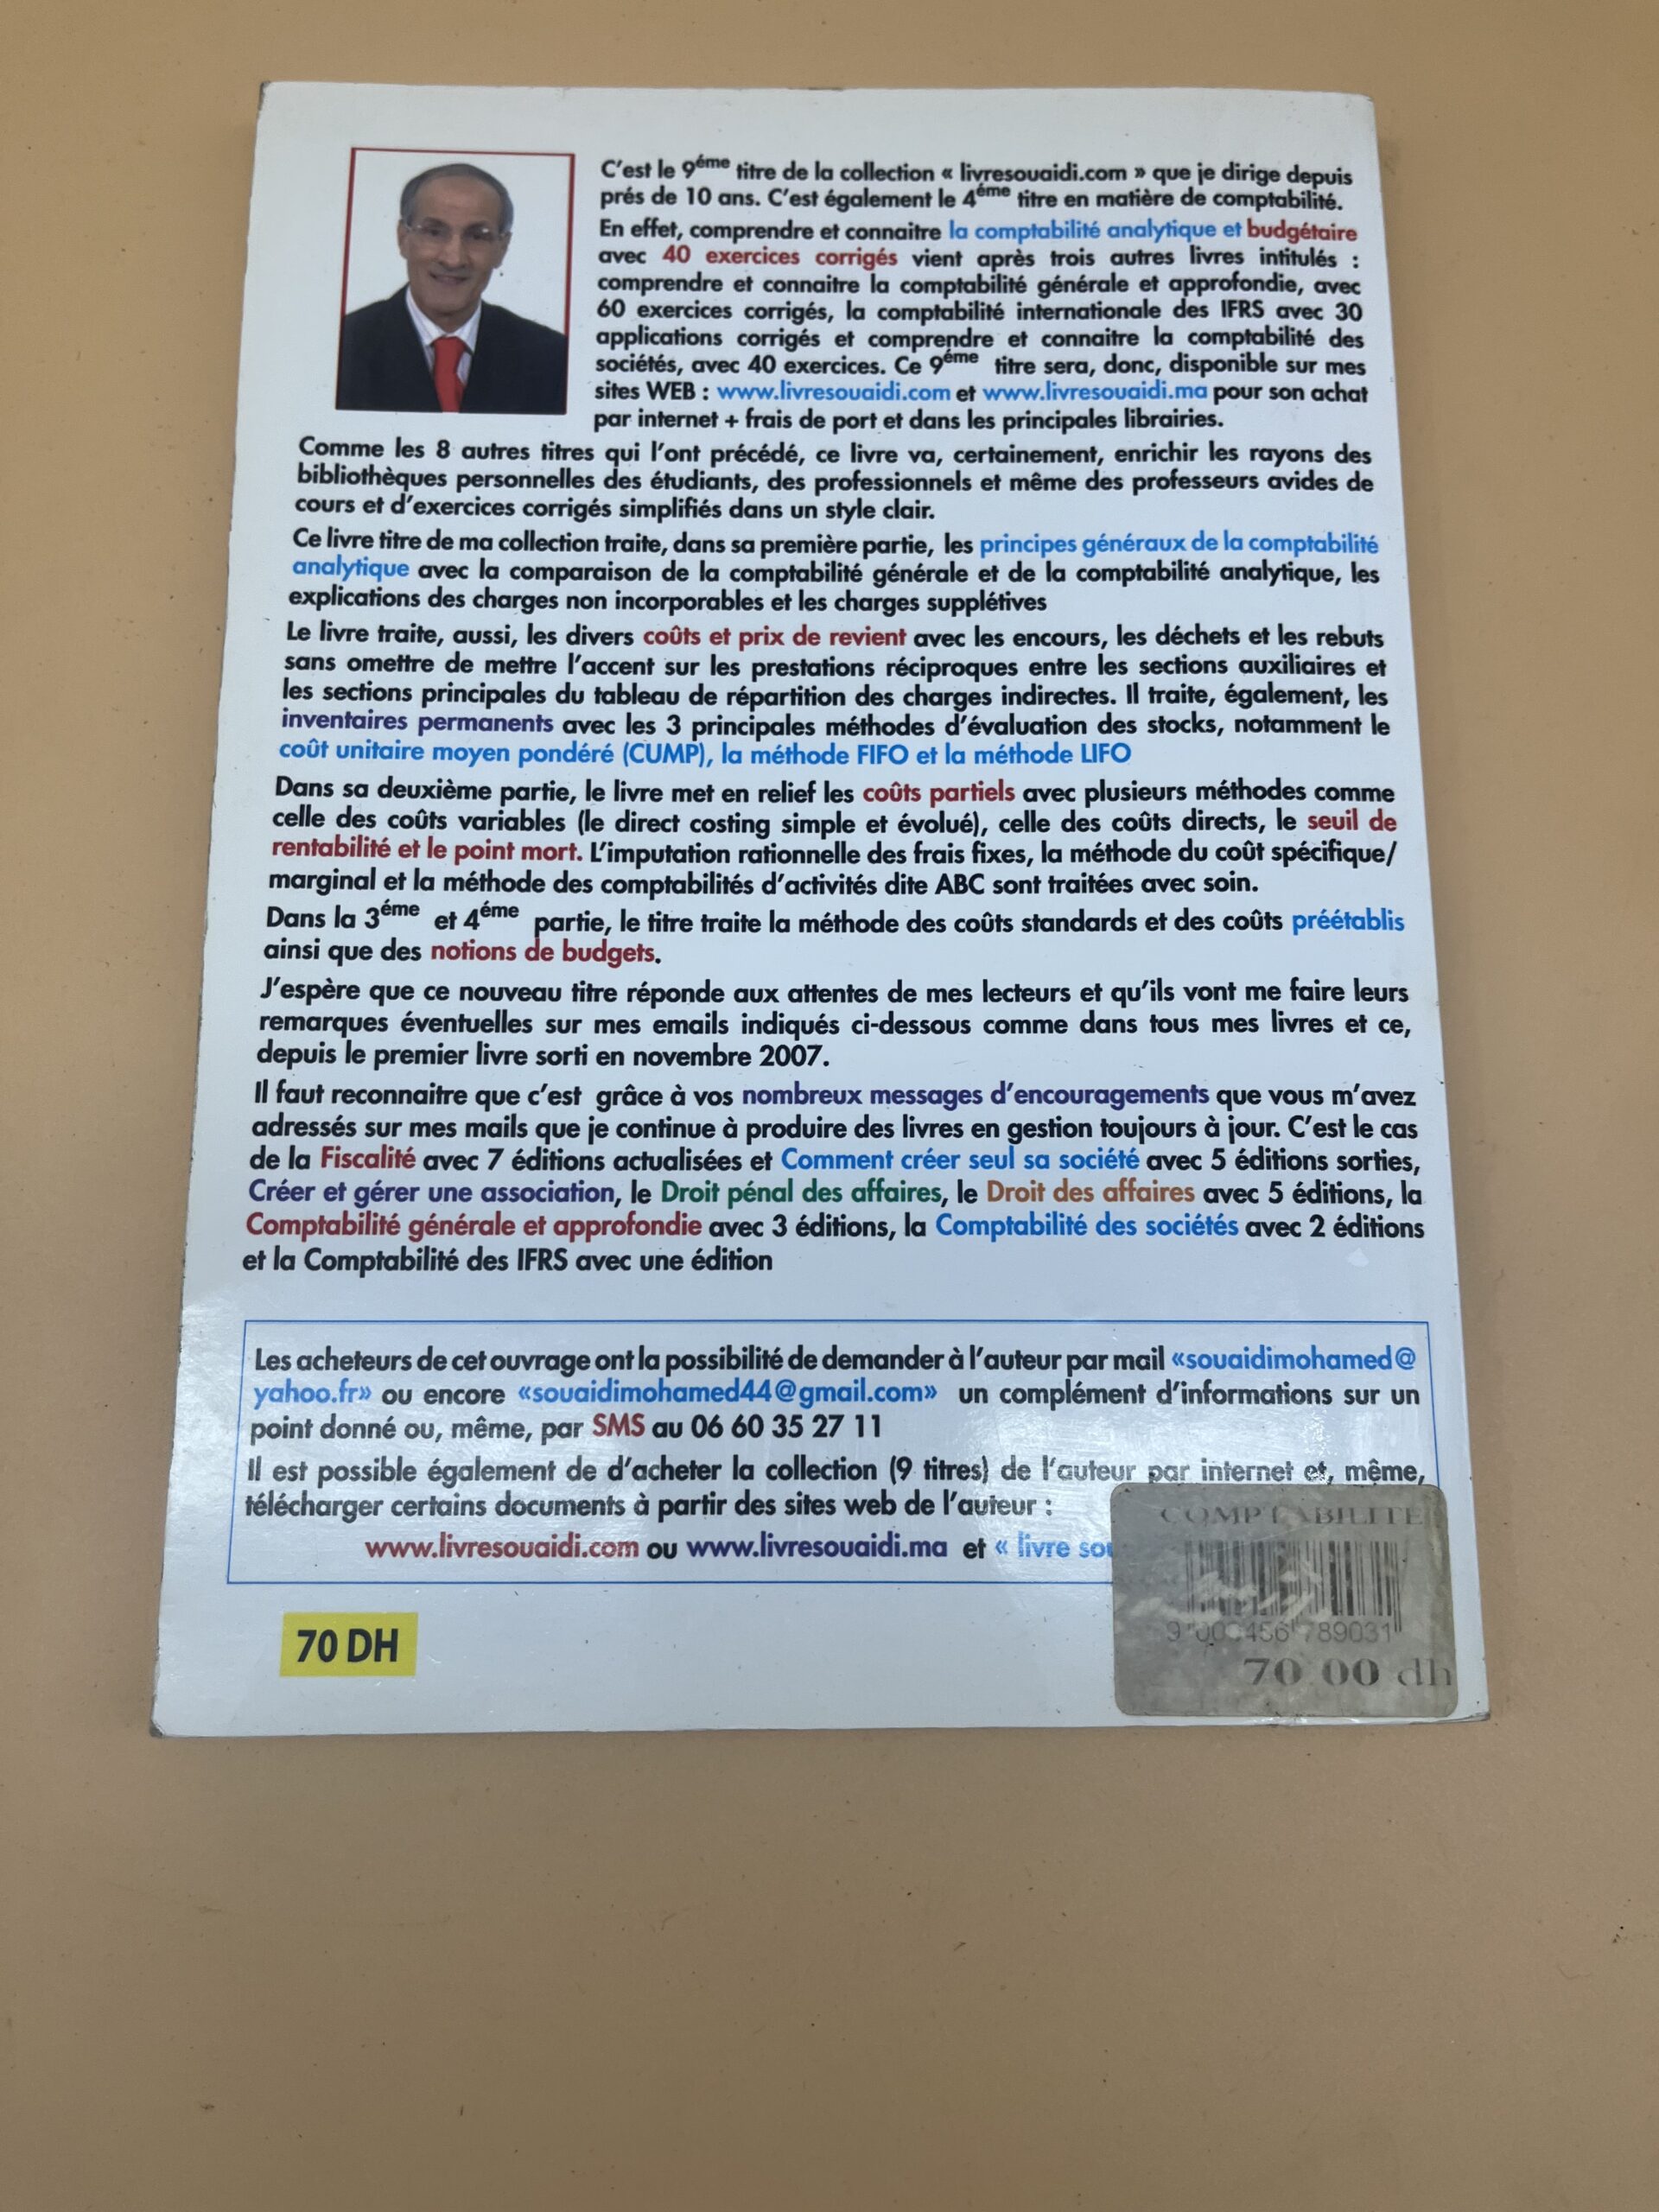 C'est le 9éme titre de la collection « livresouaidi.com » que je dirige depuis
prés de 10 ans. C'est également le 4éme titre en matière de comptabilité.
En effet, comprendre et connaitre la comptabilité analytique et budgétaire
avec 40 exercices corrigés vient après trois autres livres intitulés :
comprendre et connaitre la comptabilité générale et approfondie, avec
60 exercices corrigés, la comptabilité internationale des IFRS avec 30
applications corrigés et comprendre et connaitre la comptabilité des
sociétés, avec 40 exercices. Ce 9éme titre sera, donc, disponible sur mes
sites WEB : www.livresouaidi.com et www.livresouaidi.ma pour son achat
par internet + frais de port et dans les principales librairies.
Comme les 8 autres titres qui l'ont précédé, ce livre va, certainement, enrichir les rayons des
bibliothèques personnelles des étudiants, des professionnels et même des professeurs avides de
cours et d'exercices corrigés simplifiés dans un style clair.
Ce livre titre de ma collection traite, dans sa première partie, les principes généraux de la comptabilité
analytique avec la comparaison de la comptabilité générale et de la comptabilité analytique, les
explications des charges non incorporables et les charges supplétives
Le livre traite, aussi, les divers coûts et prix de revient avec les encours, les déchets et les rebuts
sans omettre de mettre l'accent sur les prestations réciproques entre les sections auxiliaires et
les sections principales du tableau de répartition des charges indirectes. Il traite, également, les
inventaires permanents avec les 3 principales méthodes d'évaluation des stocks, notamment le
coût unitaire moyen pondéré (CUMP), la méthode FIFO et la méthode LIFO
Dans sa deuxième partie, le livre met en relief les coûts partiels avec plusieurs méthodes comme
celle des coûts variables (le direct costing simple et évolué), celle des coûts directs, le seuil de
rentabilité et le point mort. L'imputation rationnelle des frais fixes, la méthode du coût spécifique/
marginal et la méthode des comptabilités d'activités dite ABC sont traitées avec soin.
Dans la 3éme et 4éme partie, le titre traite la méthode des coûts standards et des coûts préétablis
ainsi que des notions de budgets.
J'espère que ce nouveau titre réponde aux attentes de mes lecteurs et qu'ils vont me faire leurs
remarques éventuelles sur mes emails indiqués ci-dessous comme dans tous mes livres et ce,
depuis le premier livre sorti en novembre 2007.
Il faut reconnaitre que c'est grâce à vos nombreux messages d'encouragements que vous m'avez
adressés sur mes mails que je continue à produire des livres en gestion toujours à jour. C'est le cas
de la Fiscalité avec 7 éditions actualisées et Comment créer seul sa société avec 5 éditions sorties,
Créer et gérer une association, le Droit pénal des affaires, le Droit des affaires avec 5 éditions, la
Comptabilité générale et approfondie avec 3 éditions, la Comptabilité des sociétés avec 2 éditions
et la Comptabilité des IFRS avec une édition
Les acheteurs de cet ouvrage ont la possibilité de demander à l'auteur par mail «souaidimohamed@
yahoo.fr» ou encore «souaidimohamed44@gmail.com» un complément d'informations sur un
point donné ou, même, par SMS au 06 60 35 27 11
Il est possible également de d'acheter la collection (9 titres) de l'auteur par internet et, même,
télécharger certains documents à partir des sites web de l'auteur :
www.livresouaidi.com ou www.livresouaidi.ma et « livre
COMPTABILITE
70.00 dh
70 DH